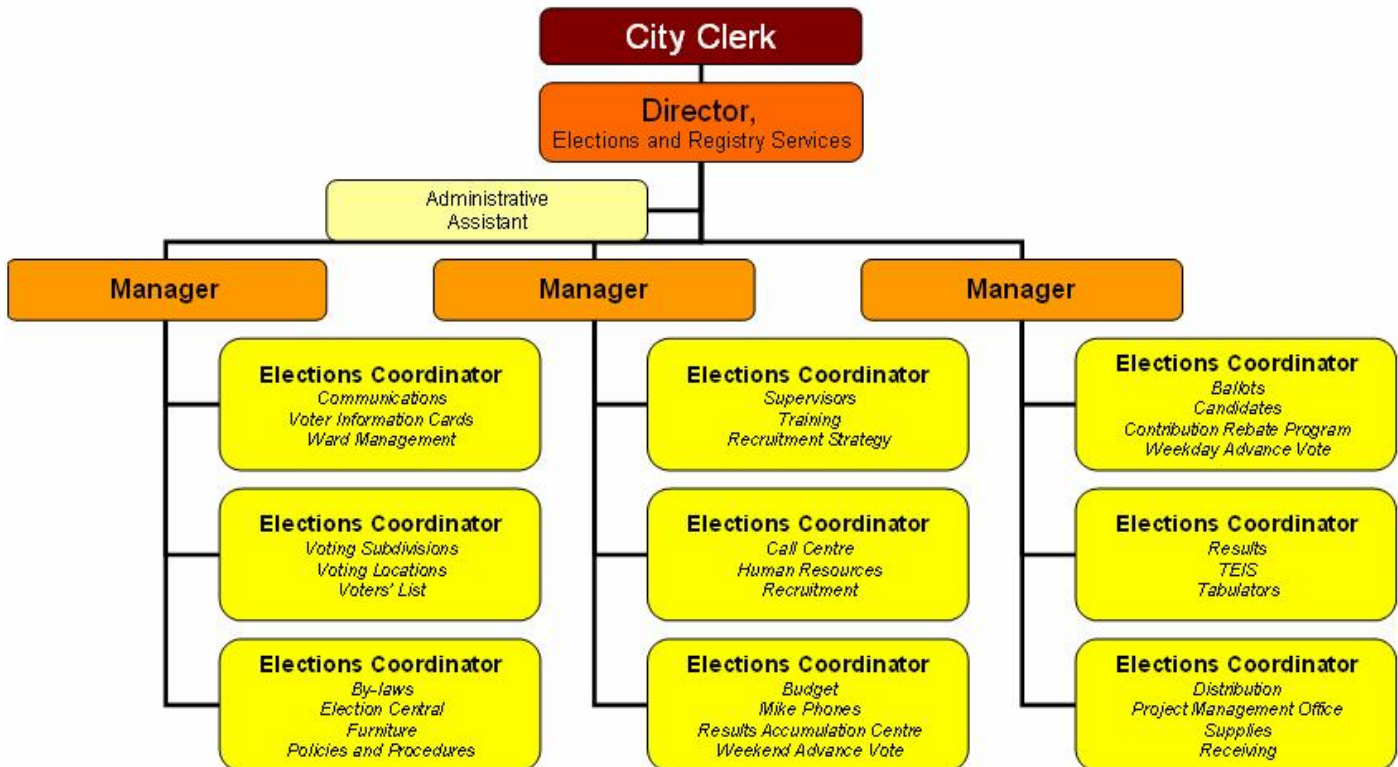 City Clerk
Director,
Elections and Registry Services
Administrative
Assistant
Manager
Manager
Manager
Elections Coordinator
Communications
Voter Information Cards
Ward Management
Elections Coordinator
Supervisors
Training
Recruitment Strategy
Elections Coordinator
Ballots
Candidates
Contribution Rebate Program
Weekday Advance Vote
Elections Coordinator
Voting Subdivisions
Voting Locations
Voters' List
Elections Coordinator
Call Centre
Human Resources
Recruitment
Elections Coordinator
Results
TEIS
Tabulators
Elections Coordinator
By-laws
Election Central
Furniture
Policies and Procedures
Elections Coordinator
Budget
Mike Phones
Results Accumulation Centre
Weekend Advance Vote
Elections Coordinator
Distribution
Project Management Office
Supplies
Receiving